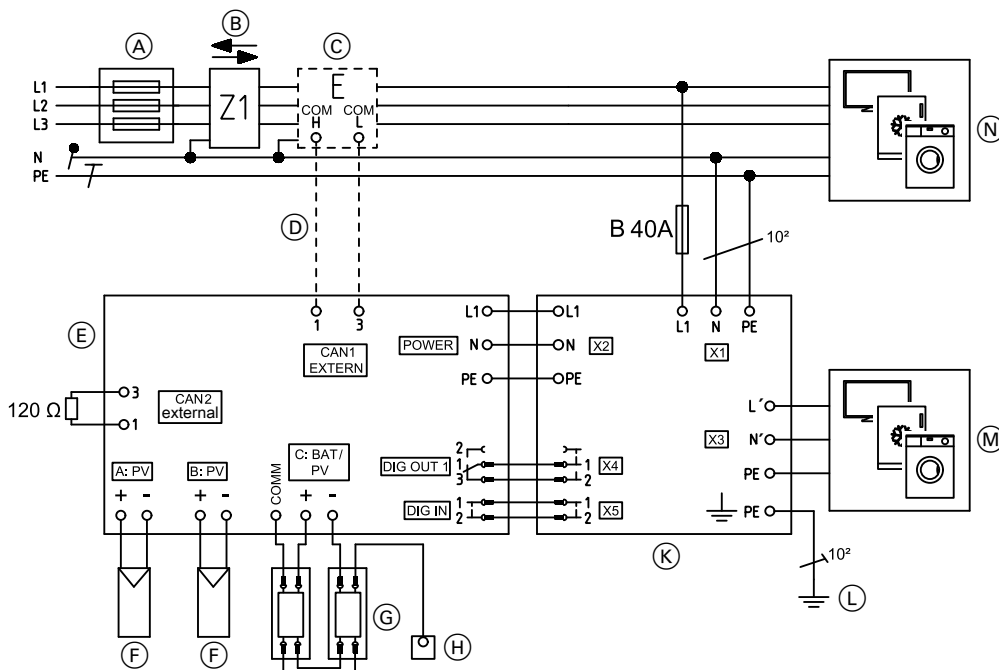 A
B
C
L1
L2
L3
Z1
E
COM COM
H L
N
PE
N
D
B 40A
10²
E
1 3
CAN1
EXTERN
L1 L1
POWER
N N
X2
PE PE
L1 N PE
X1
120 Ω
3
1
CAN2
external
A: PV
+ -
B: PV
+ -
COMM
C: BAT/
PV
+ -
DIG OUT 1
2
1
3
1
2
X4
DIG IN
1
2
1
2
X5
L´
N´
X3
PE
PE
M
K
10²
L
F
F
G
H